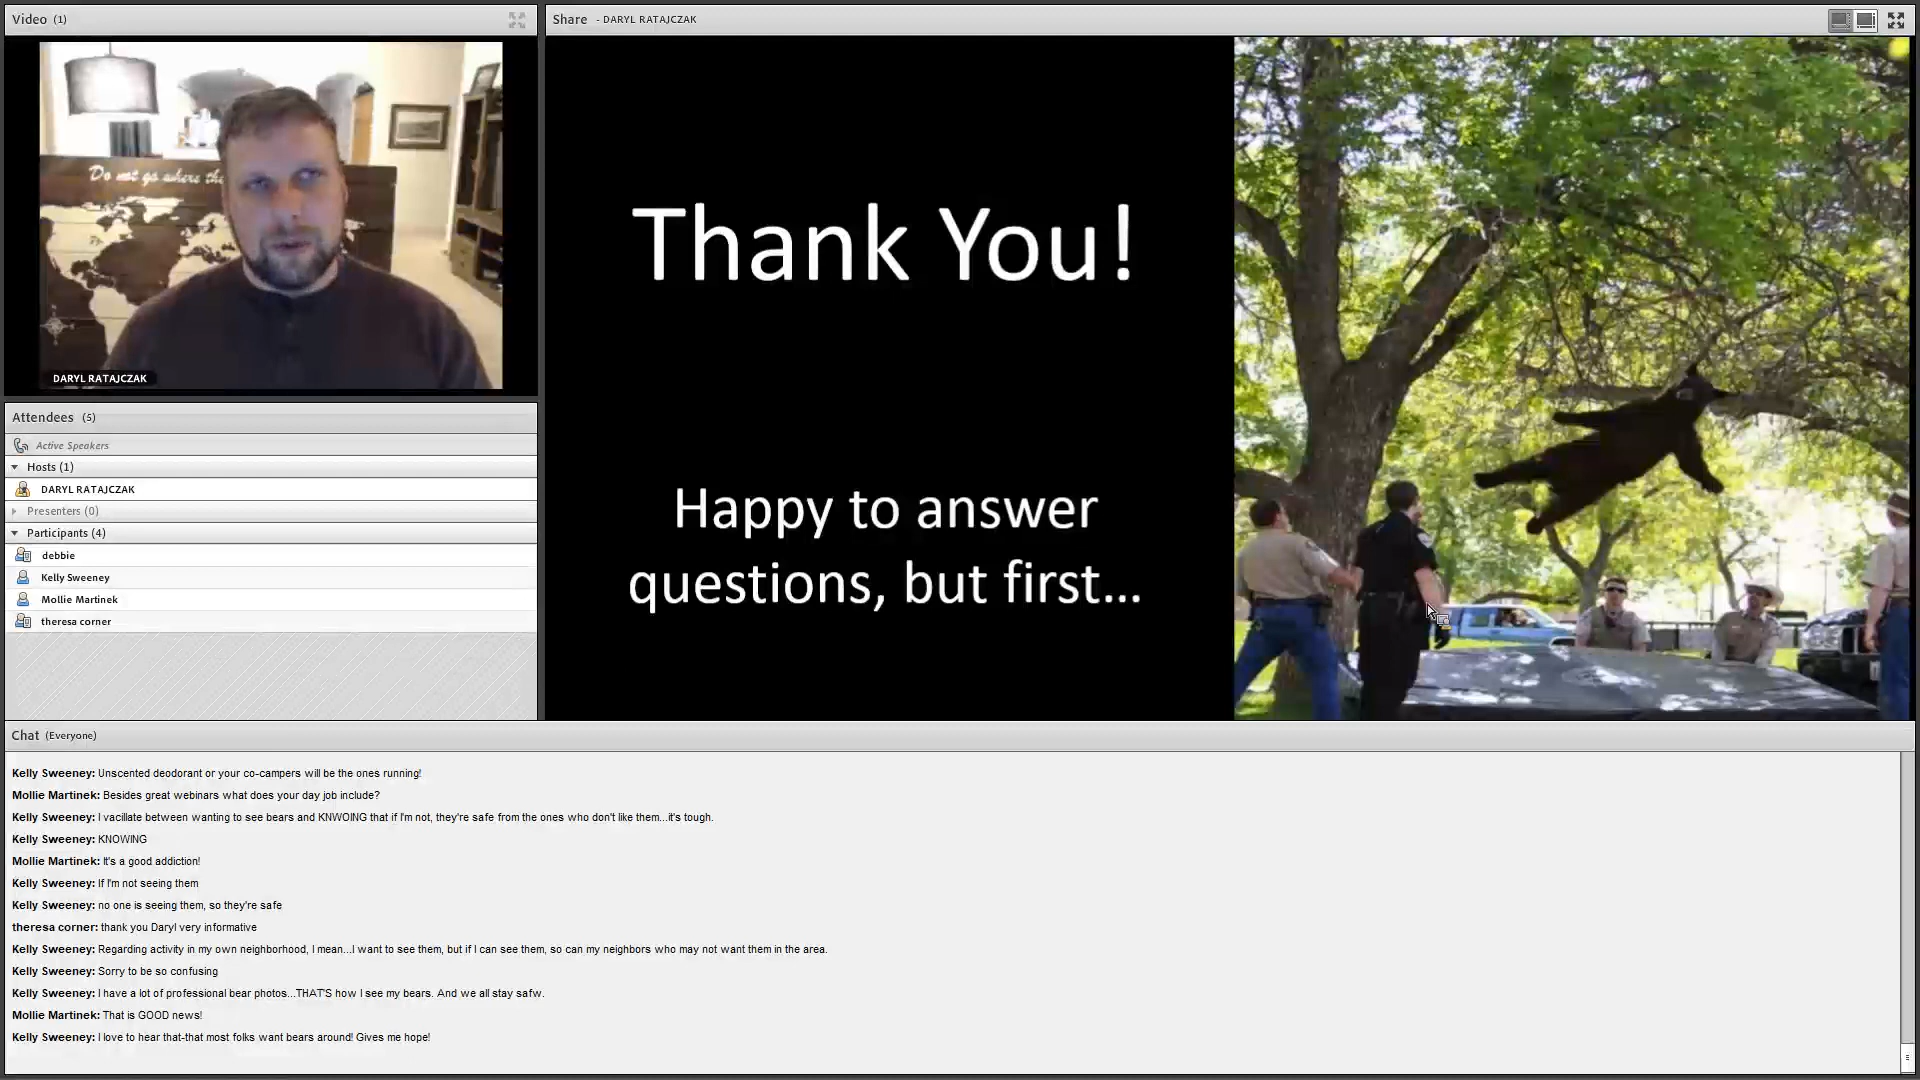 Video (1)
Do not go where the
DARYL RATAJCZAK
Attendees (5)
Active Speakers
Hosts (1)
DARYL RATAJCZAK
Presenters (0)
Participants (4)
debbie
Kelly Sweeney
Mollie Martinek
theresa corner
Share - DARYL RATAJCZAK
Thank You!
Happy to answer
questions, but first...
Chat (Everyone)
Kelly Sweeney: Unscented deodorant or your co-campers will be the ones running!
Mollie Martinek: Besides great webinars what does your day job include?
Kelly Sweeney: I vacillate between wanting to see bears and KNWOING that if I'm not, they're safe from the ones who don't like them...it's tough.
Kelly Sweeney: KNOWING
Mollie Martinek: It's a good addiction!
Kelly Sweeney: If I'm not seeing them
Kelly Sweeney: no one is seeing them, so they're safe
theresa corner: thank you Daryl very informative
Kelly Sweeney: Regarding activity in my own neighborhood, I mean...I want to see them, but if I can see them, so can my neighbors who may not want them in the area.
Kelly Sweeney: Sorry to be so confusing
Kelly Sweeney: I have a lot of professional bear photos...THAT'S how I see my bears. And we all stay safw.
Mollie Martinek: That is GOOD news!
Kelly Sweeney: I love to hear that-that most folks want bears around! Gives me hope!